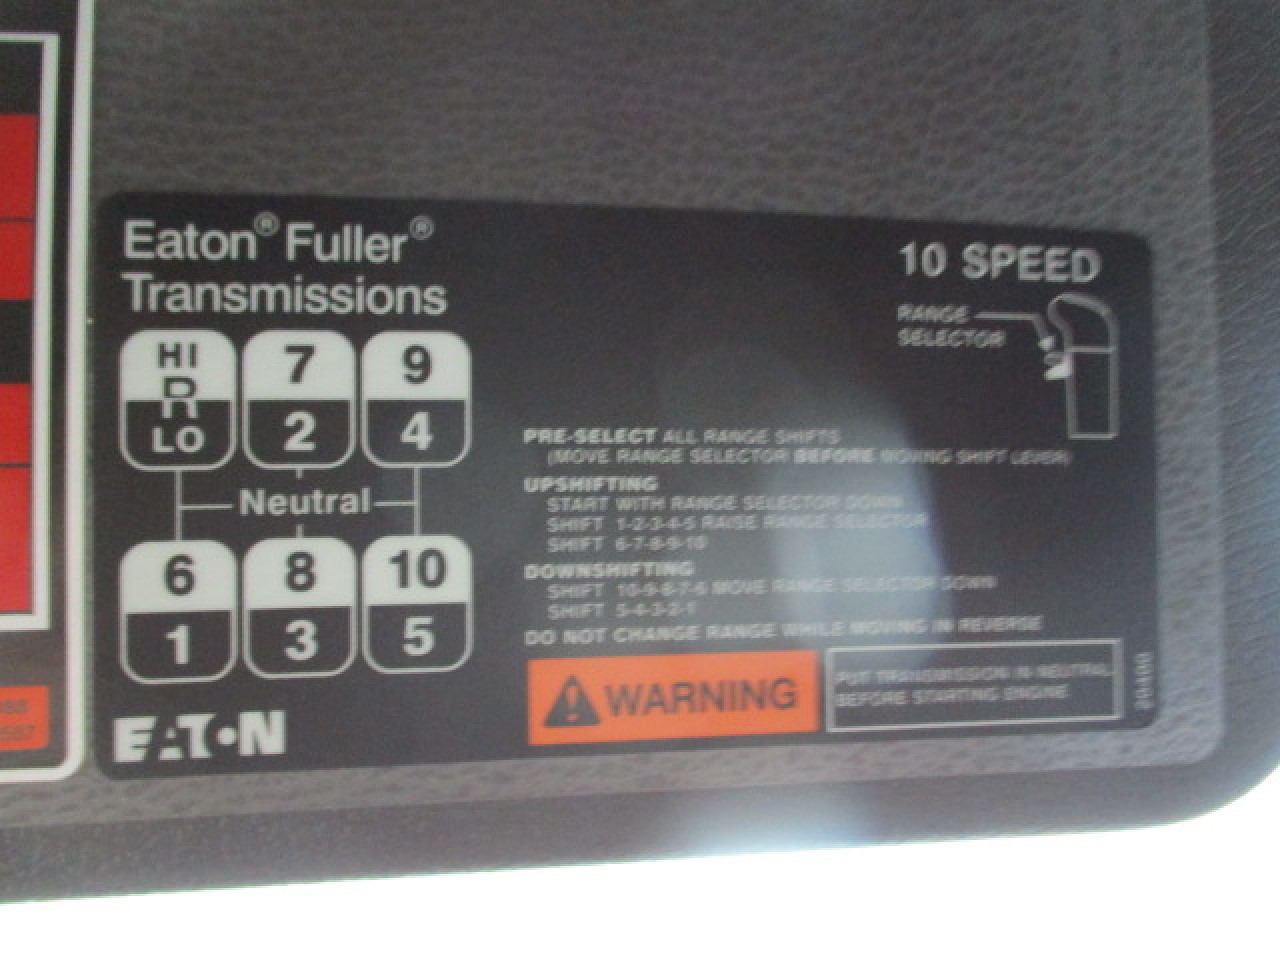 Eaton® Fuller®
Transmissions
10 SPEED
RANGE
SELECTOR
HI 7 9
R
LO 2 4
Neutral
6 8 10
1 3 5
EATON
PRE-SELECT ALL RANGE SHIFTS
(MOVE RANGE SELECTOR BEFORE MOVING SHIFT LEVER)
UPSHIFTING
START WITH RANGE SELECTOR DOWN
SHIFT 1-2-3-4-5 RAISE RANGE SELECTOR
SHIFT 6-7-8-9-10
DOWNSHIFTING
SHIFT 10-9-8-7-6 MOVE RANGE SELECTOR DOWN
SHIFT 5-4-3-2-1
DO NOT CHANGE RANGE WHILE MOVING IN REVERSE
WARNING
PUT TRANSMISSION IN NEUTRAL
BEFORE STARTING ENGINE